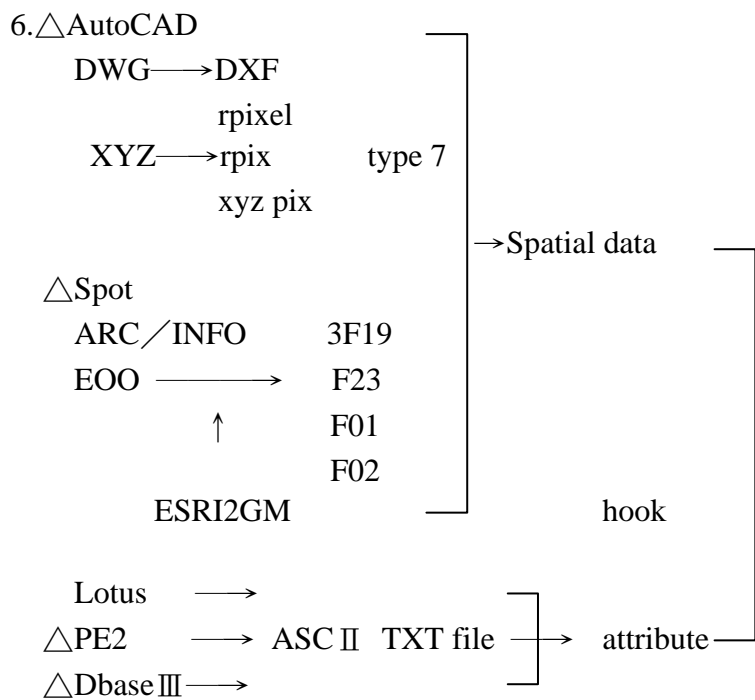 6.△AutoCAD
DWG→DXF
rpixel
XYZ→rpix type 7
xyz pix
→Spatial data
△Spot
ARC／INFO 3F19
EOO → F23
↑ F01
F02
ESRI2GM hook
Lotus →
△PE2 → ASCⅡ TXT file → attribute
△DbaseⅢ→